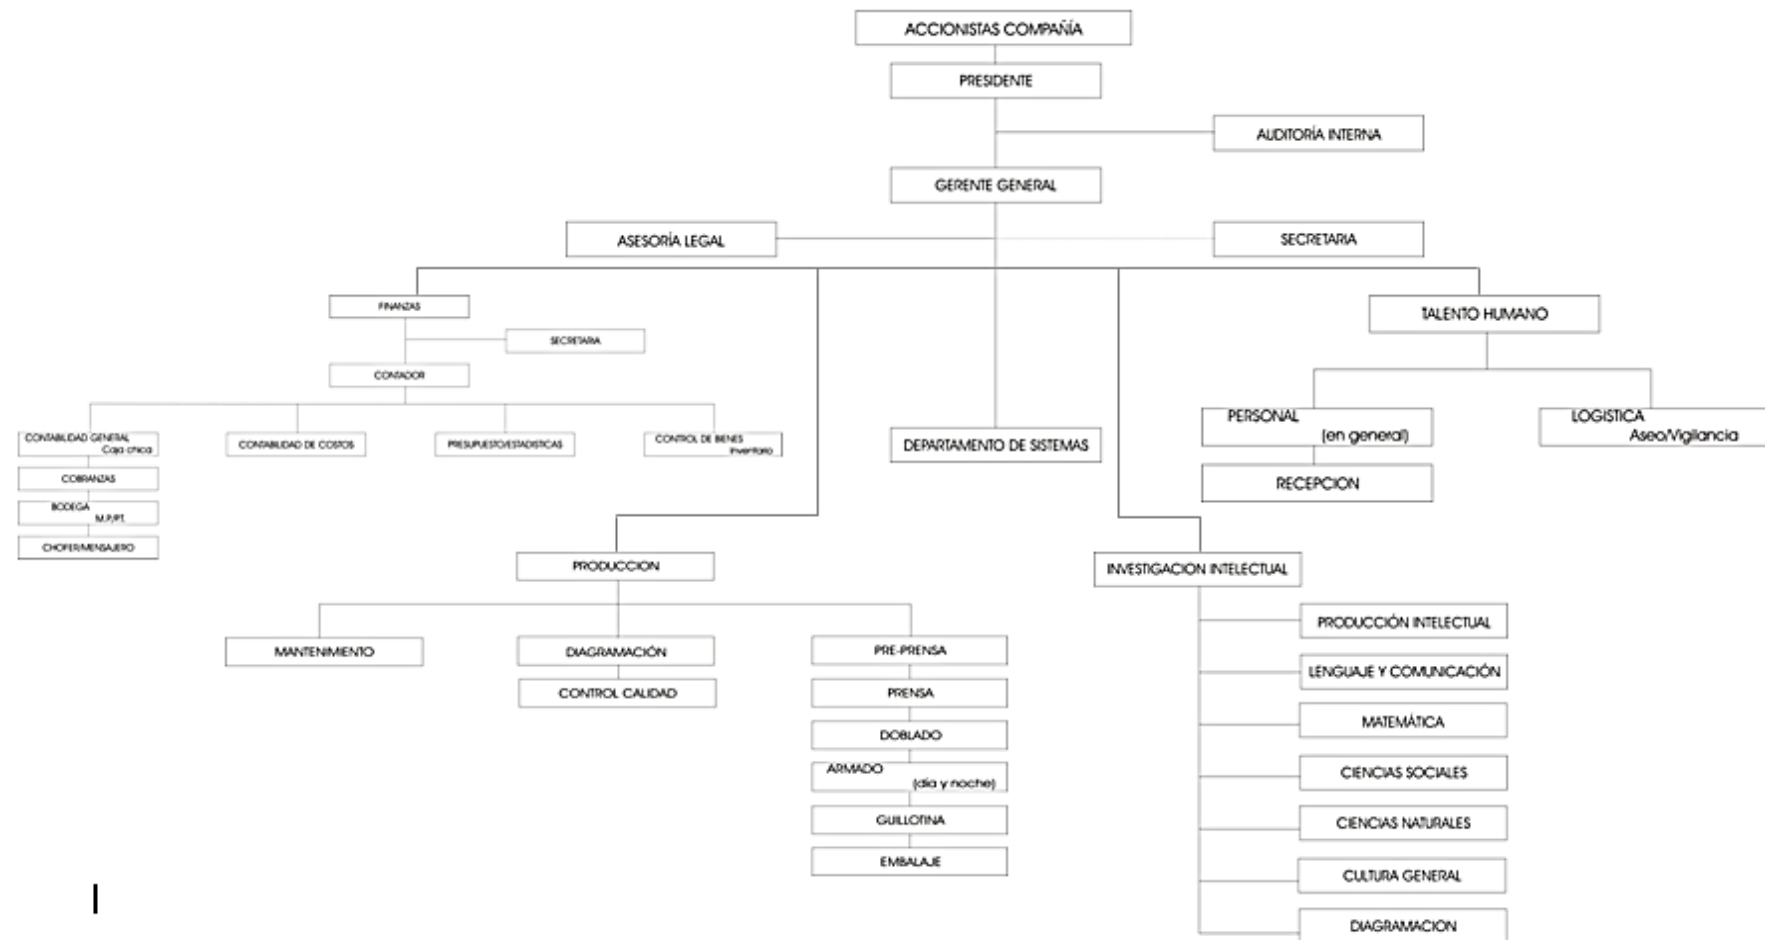 ACCIONISTAS COMPAÑÍA
PRESIDENTE
AUDITORÍA INTERNA
GERENTE GENERAL
ASESORÍA LEGAL
SECRETARIA
FINANZAS
SECRETARIA
CONTADOR
CONTABILIDAD GENERAL
Caja chica
COBRANZAS
BODEGA
M.P./P.T.
CHOFER/MENSAJERO
CONTABILIDAD DE COSTOS
PRESUPUESTO/ESTADISTICAS
CONTROL DE BIENES
Inventario
DEPARTAMENTO DE SISTEMAS
TALENTO HUMANO
PERSONAL
(en general)
RECEPCION
LOGISTICA
Aseo/Vigilancia
PRODUCCION
MANTENIMIENTO
DIAGRAMACIÓN
CONTROL CALIDAD
PRE-PRENSA
PRENSA
DOBLADO
ARMADO
(día y noche)
GUILLOTINA
EMBALAJE
INVESTIGACION INTELECTUAL
PRODUCCIÓN INTELECTUAL
LENGUAJE Y COMUNICACIÓN
MATEMÁTICA
CIENCIAS SOCIALES
CIENCIAS NATURALES
CULTURA GENERAL
DIAGRAMACION